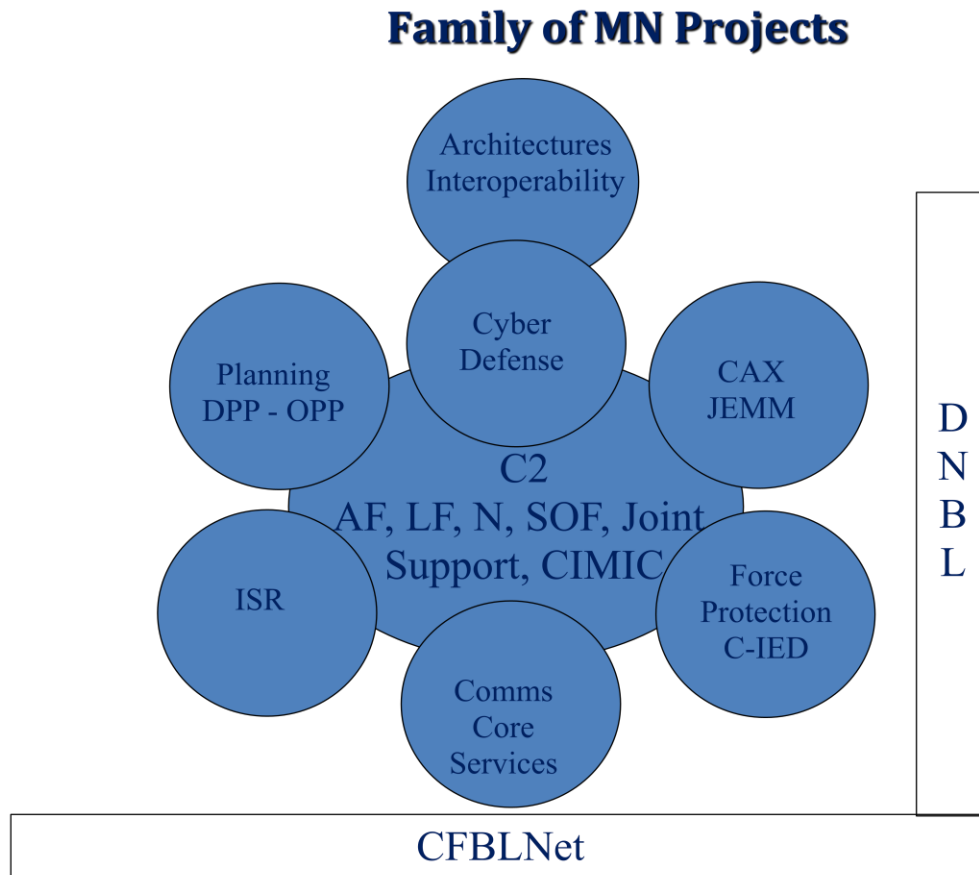 Family of MN Projects
Architectures
Interoperability
Cyber
Defense
Planning
DPP - OPP
CAX
JEMM
C2
AF, LF, N, SOF, Joint
Support, CIMIC
ISR
Force
Protection
C-IED
Comms
Core
Services
D
N
B
L
CFBLNet